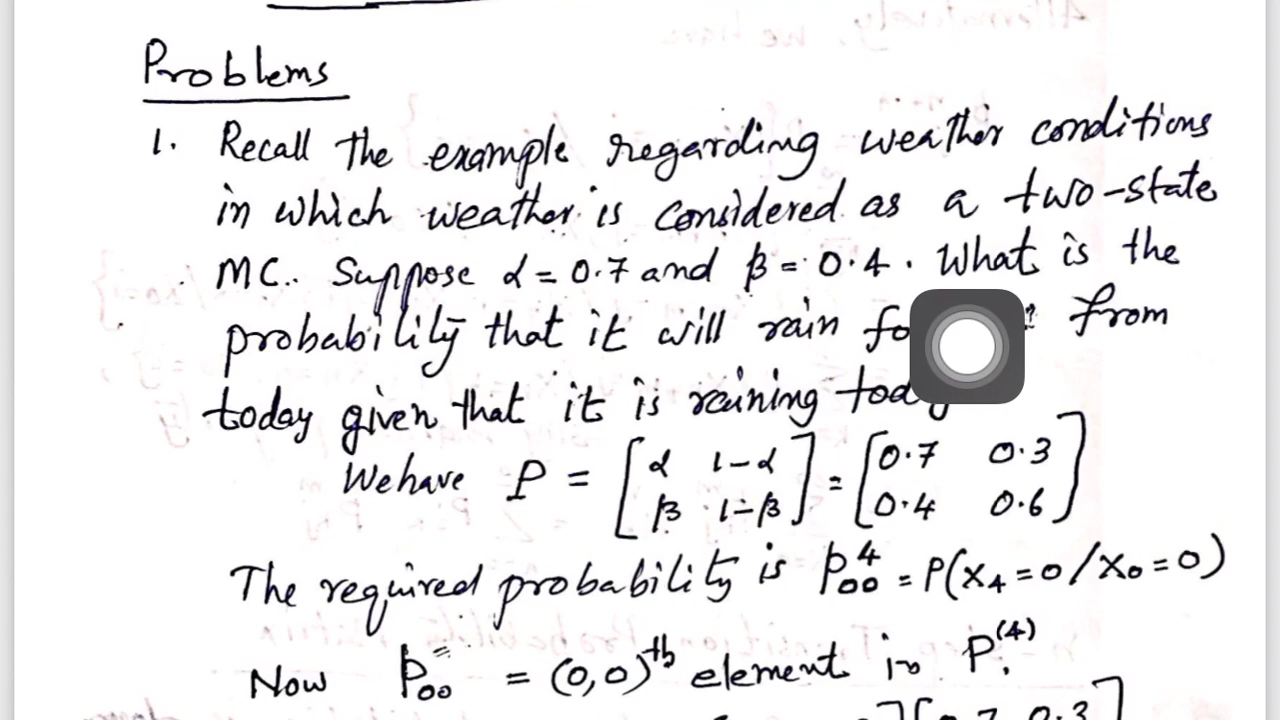 Problems
1. Recall the example regarding weather conditions
in which weather is considered as a two-state
MC. Suppose α = 0.7 and β = 0.4. What is the
probability that it will rain from
today given that it is raining
We have P = [α 1-α β 1-β] = [0.7 0.3 0.4 0.6]
The required probability is p⁴₀₀ = P(X₄=0/X₀=0)
Now p₀₀ = (0,0)th element in P⁽⁴⁾.
0.3]